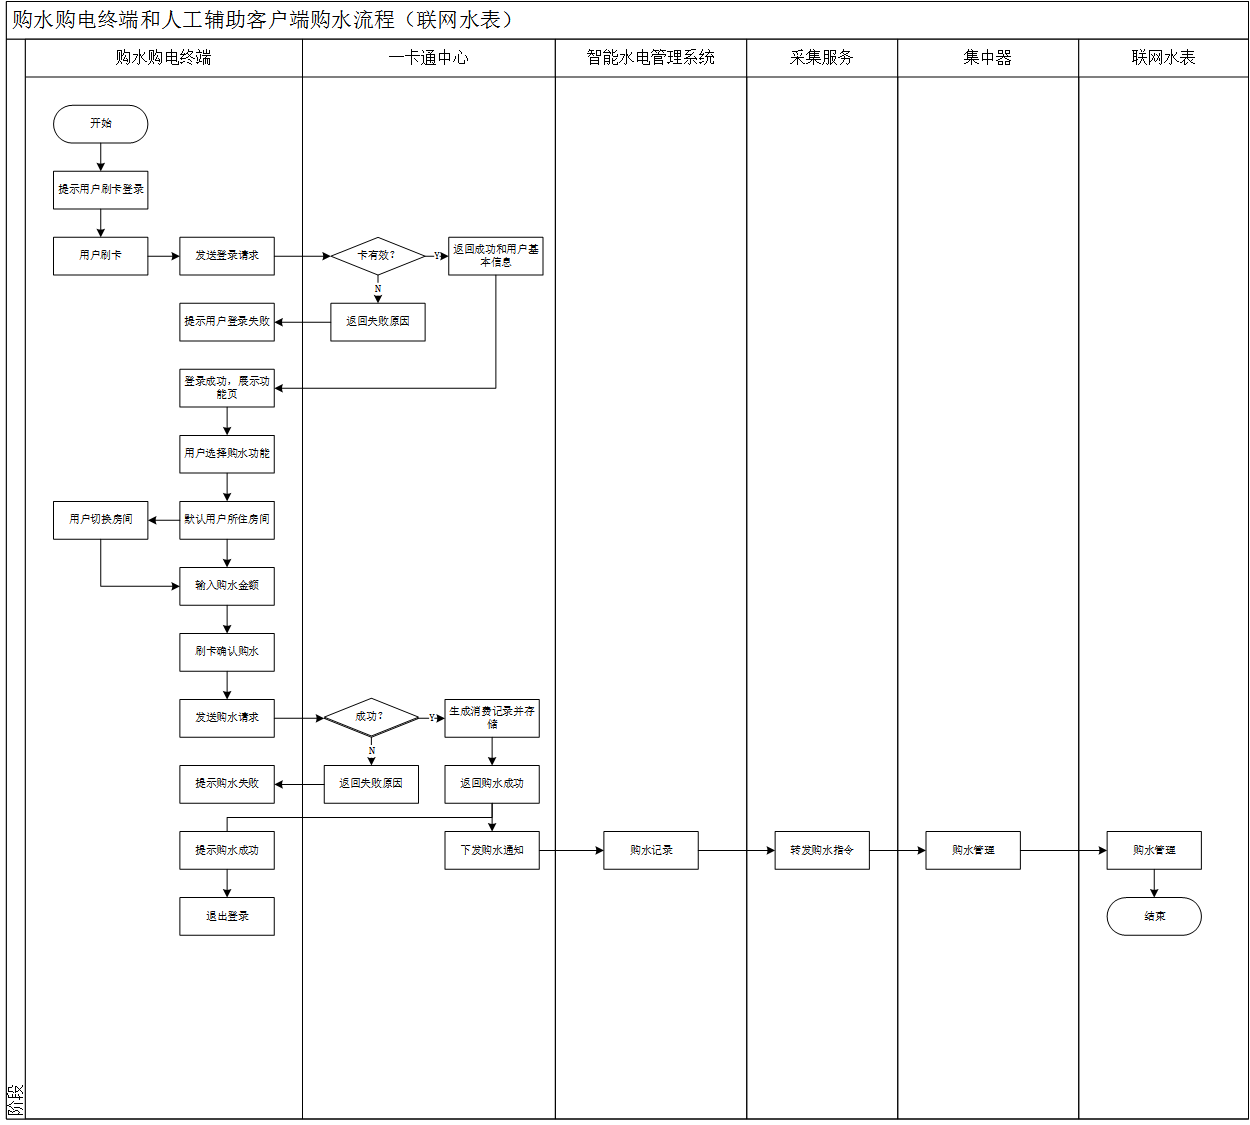 购水购电终端和人工辅助客户端购水流程（联网水表）
购水购电终端
一卡通中心
智能水电管理系统
采集服务
集中器
联网水表
开始
提示用户刷卡登录
用户刷卡
发送登录请求
卡有效?
Y
返回成功和用户基
本信息
N
提示用户登录失败
返回失败原因
登录成功，展示功
能页
用户选择购水功能
用户切换房间
默认用户所住房间
输入购水金额
刷卡确认购水
发送购水请求
成功?
Y
生成消费记录并存
储
N
提示购水失败
返回失败原因
返回购水成功
提示购水成功
下发购水通知
购水记录
转发购水指令
购水管理
购水管理
退出登录
结束
阶段